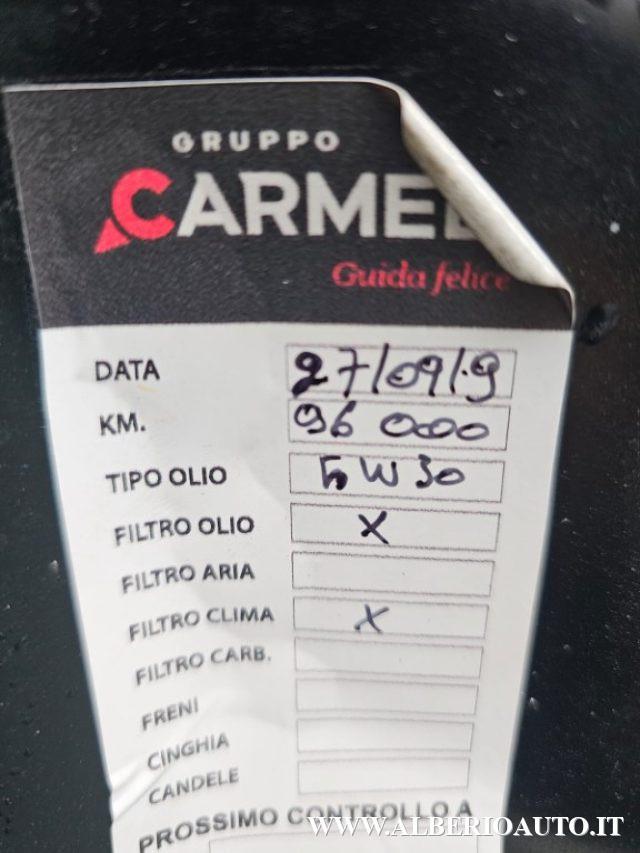 GRUPPO
CARMEL
Guida felice
DATA 27/09/19
KM. 96 000
TIPO OLIO 5W30
FILTRO OLIO X
FILTRO ARIA
FILTRO CLIMA X
FILTRO CARB.
FRENI
CINGHIA
CANDELE
PROSSIMO CONTROLLO A
WWW.ALBERIOAUTO.IT